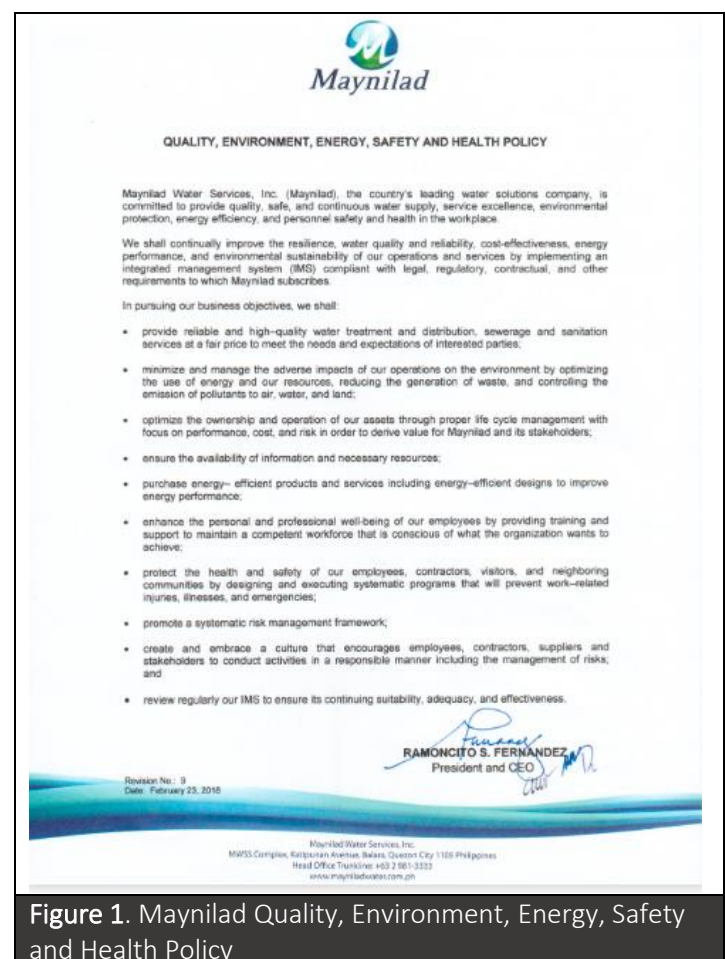 Maynilad
QUALITY, ENVIRONMENT, ENERGY, SAFETY AND HEALTH POLICY
Maynilad Water Services, Inc. (Maynilad), the country's leading water solutions company, is
committed to provide quality, safe, and continuous water supply, service excellence, environmental
protection, energy efficiency, and personnel safety and health in the workplace.
We shall continually improve the resilience, water quality and reliability, cost-effectiveness, energy
performance, and environmental sustainability of our operations and services by implementing an
integrated management system (IMS) compliant with legal, regulatory, contractual, and other
requirements to which Maynilad subscribes.
In pursuing our business objectives, we shall:
• provide reliable and high-quality water treatment and distribution, sewerage and sanitation
services at a fair price to meet the needs and expectations of interested parties;
• minimize and manage the adverse impacts of our operations on the environment by optimizing
the use of energy and our resources, reducing the generation of waste, and controlling the
emission of pollutants to air, water, and land;
• optimize the ownership and operation of our assets through proper life cycle management with
focus on performance, cost, and risk in order to derive value for Maynilad and its stakeholders;
• ensure the availability of information and necessary resources;
• purchase energy– efficient products and services including energy–efficient designs to improve
energy performance;
• enhance the personal and professional well-being of our employees by providing training and
support to maintain a competent workforce that is conscious of what the organization wants to
achieve;
• protect the health and safety of our employees, contractors, visitors, and neighboring
communities by designing and executing systematic programs that will prevent work–related
injuries, illnesses, and emergencies;
• promote a systematic risk management framework;
• create and embrace a culture that encourages employees, contractors, suppliers and
stakeholders to conduct activities in a responsible manner including the management of risks;
and
• review regularly our IMS to ensure its continuing suitability, adequacy, and effectiveness.
RAMONCITO S. FERNANDEZ
President and CEO
Revision No.: 9
Date: February 23, 2016
Maynilad Water Services, Inc.
MWSS Complex, Katipunan Avenue, Balara, Quezon City 1105 Philippines
Head Office Trunkline: +63 2 981-3333
www.mayniladwater.com.ph
Figure 1. Maynilad Quality, Environment, Energy, Safety
and Health Policy